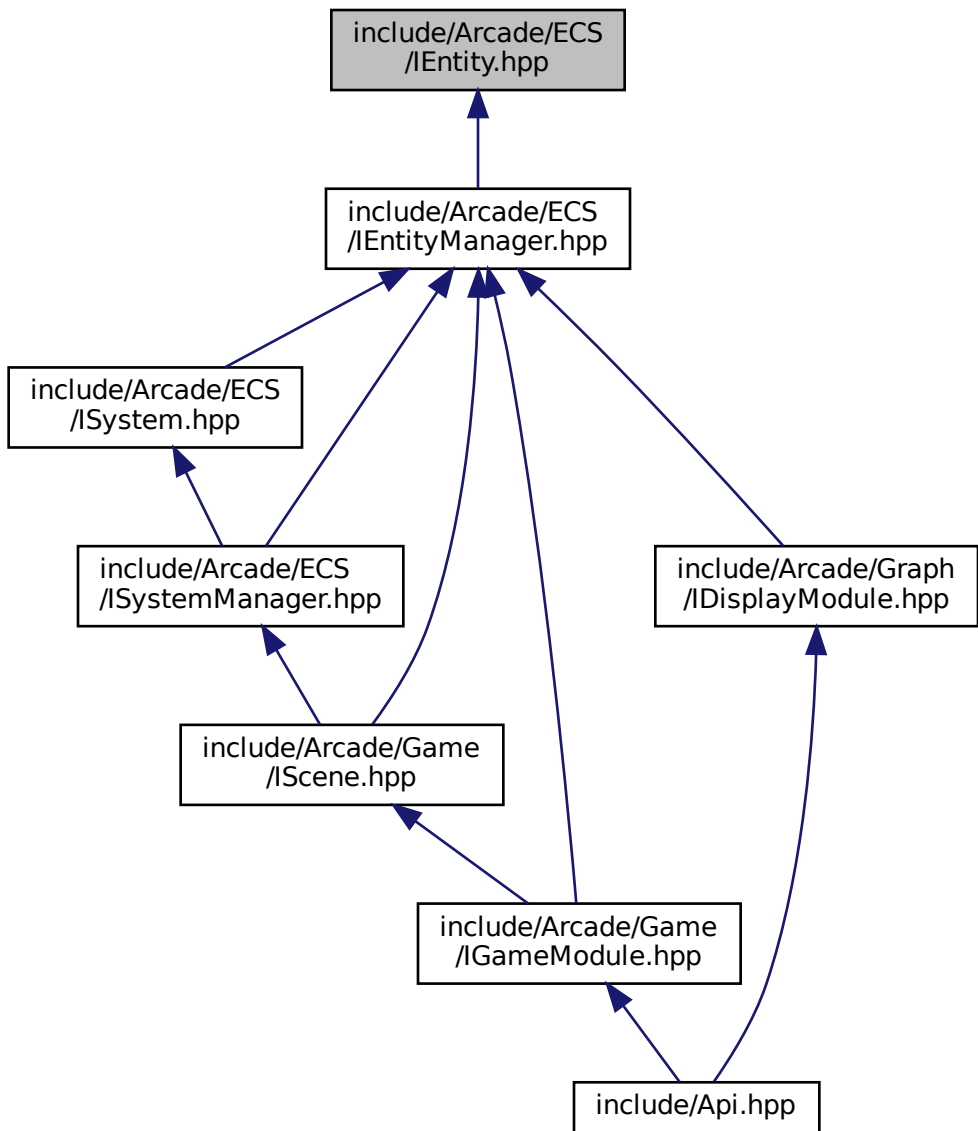 include/Arcade/ECS
/IEntity.hpp
include/Arcade/ECS
/IEntityManager.hpp
include/Arcade/ECS
/ISystem.hpp
include/Arcade/ECS
/ISystemManager.hpp
include/Arcade/Graph
/IDisplayModule.hpp
include/Arcade/Game
/IScene.hpp
include/Arcade/Game
/IGameModule.hpp
include/Api.hpp